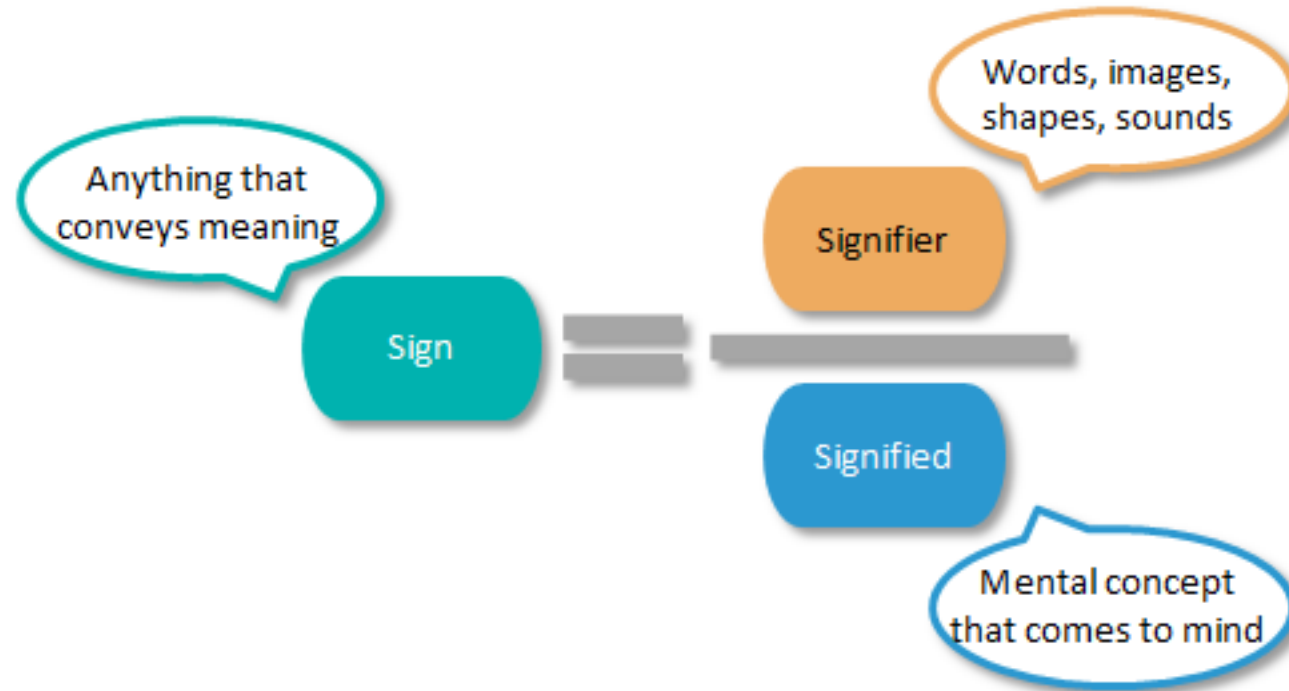 Words, images,
shapes, sounds
Anything that
conveys meaning
Signifier
Sign
Signified
Mental concept
that comes to mind